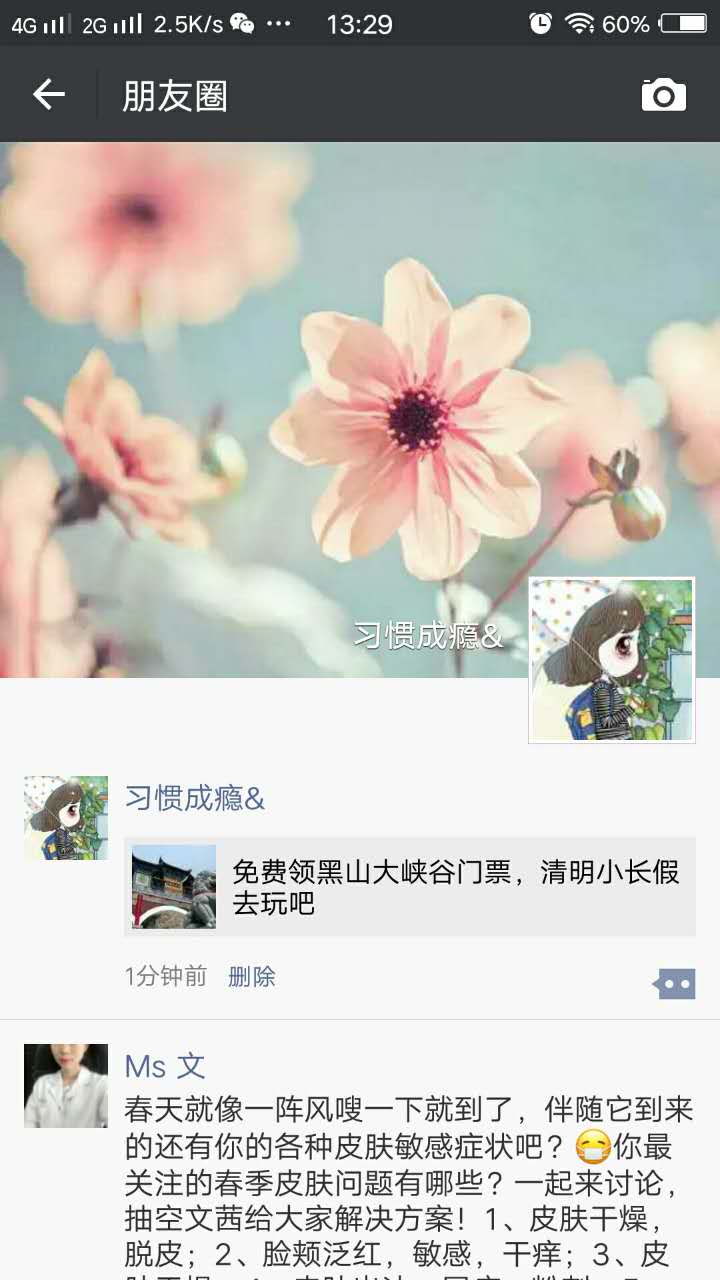 4G 2G 2.5K/s 13:29 60%
朋友圈
习惯成瘾&
习惯成瘾&
免费领黑山大峡谷门票，清明小长假
去玩吧
1分钟前 删除
Ms 文
春天就像一阵风嗖一下就到了，伴随它到来
的还有你的各种皮肤敏感症状吧？😷你最
关注的春季皮肤问题有哪些？一起来讨论，
抽空文茜给大家解决方案！1、皮肤干燥，
脱皮；2、脸颊泛红，敏感，干痒；3、皮